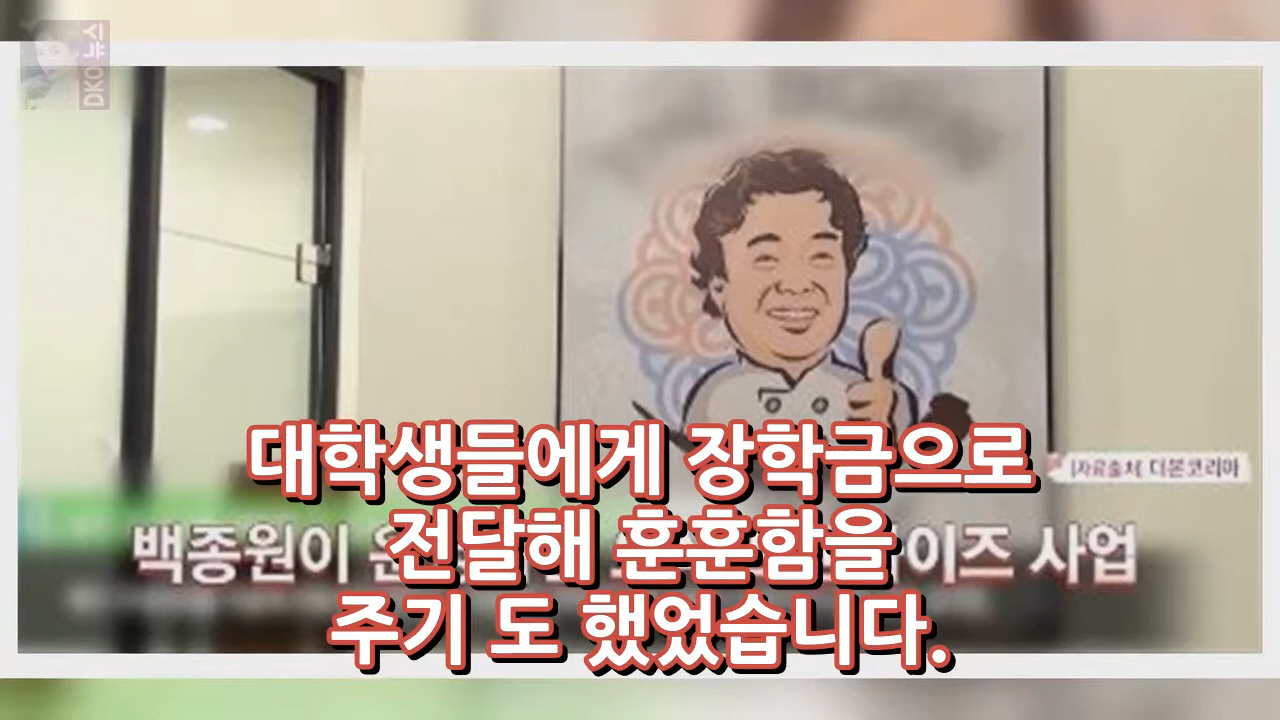 DKO뉴스
대학생들에게 장학금으로
[자료출처] 더본코리아
전달해 훈훈함을
백종원이 이즈 사업
주기 도 했었습니다.